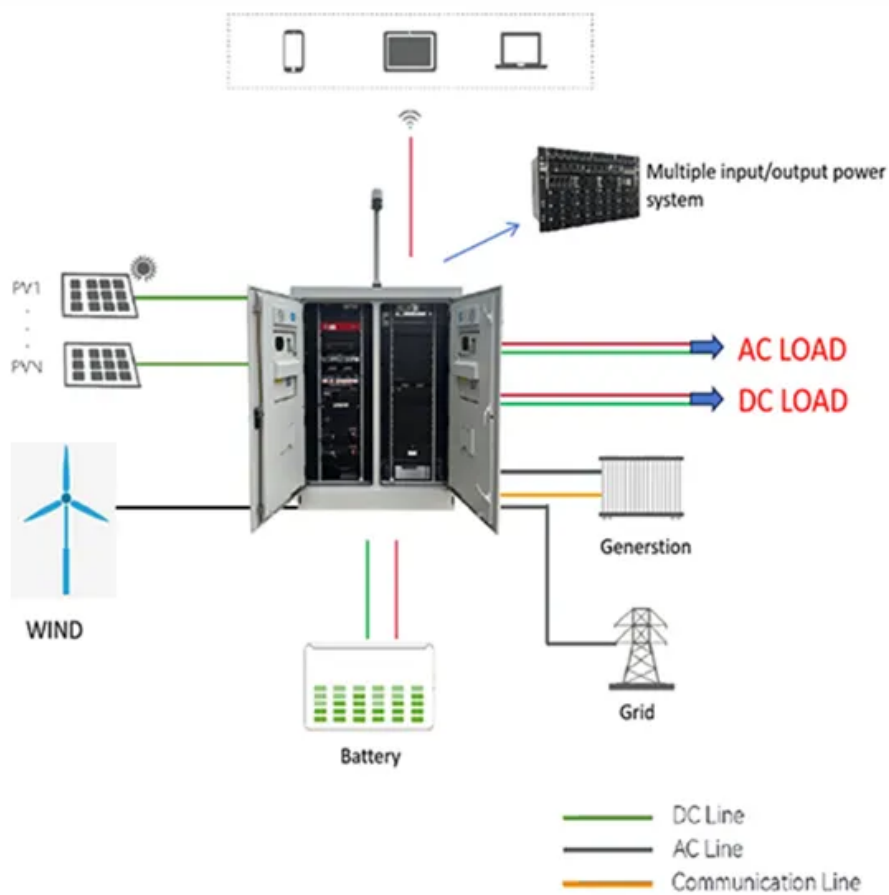 Multiple input/output power
system
PV1
PVN
AC LOAD
DC LOAD
WIND
Generstion
Grid
Battery
DC Line
AC Line
Communication Line